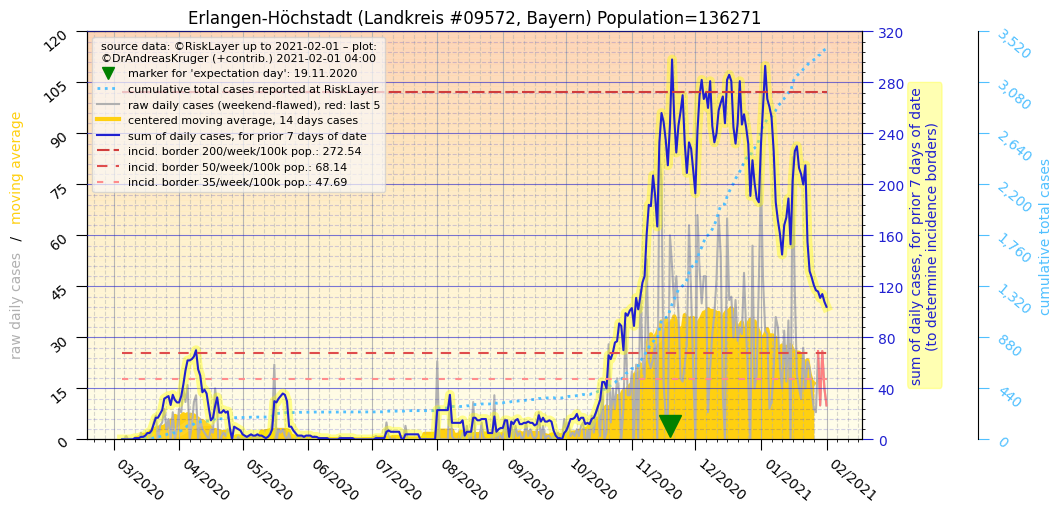 Erlangen-Höchstadt (Landkreis #09572, Bayern) Population=136271
source data: ©RiskLayer up to 2021-02-01 – plot:
©DrAndreasKruger (+contrib.) 2021-02-01 04:00
marker for 'expectation day': 19.11.2020
cumulative total cases reported at RiskLayer
raw daily cases (weekend-flawed), red: last 5
centered moving average, 14 days cases
sum of daily cases, for prior 7 days of date
incid. border 200/week/100k pop.: 272.54
incid. border 50/week/100k pop.: 68.14
incid. border 35/week/100k pop.: 47.69
raw daily cases / moving average
120
105
90
75
60
45
30
15
0
320
280
240
200
160
120
80
40
0
sum of daily cases, for prior 7 days of date
(to determine incidence borders)
3,520
3,080
2,640
2,200
1,760
1,320
880
440
0
cumulative total cases
03/2020
04/2020
05/2020
06/2020
07/2020
08/2020
09/2020
10/2020
11/2020
12/2020
01/2021
02/2021